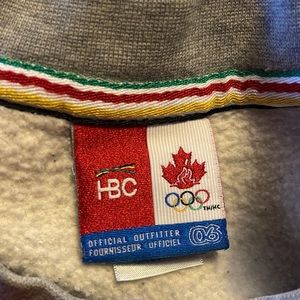 HBC
TM/MC
OFFICIAL OUTFITTER
FOURNISSEUR OFFICIEL
06